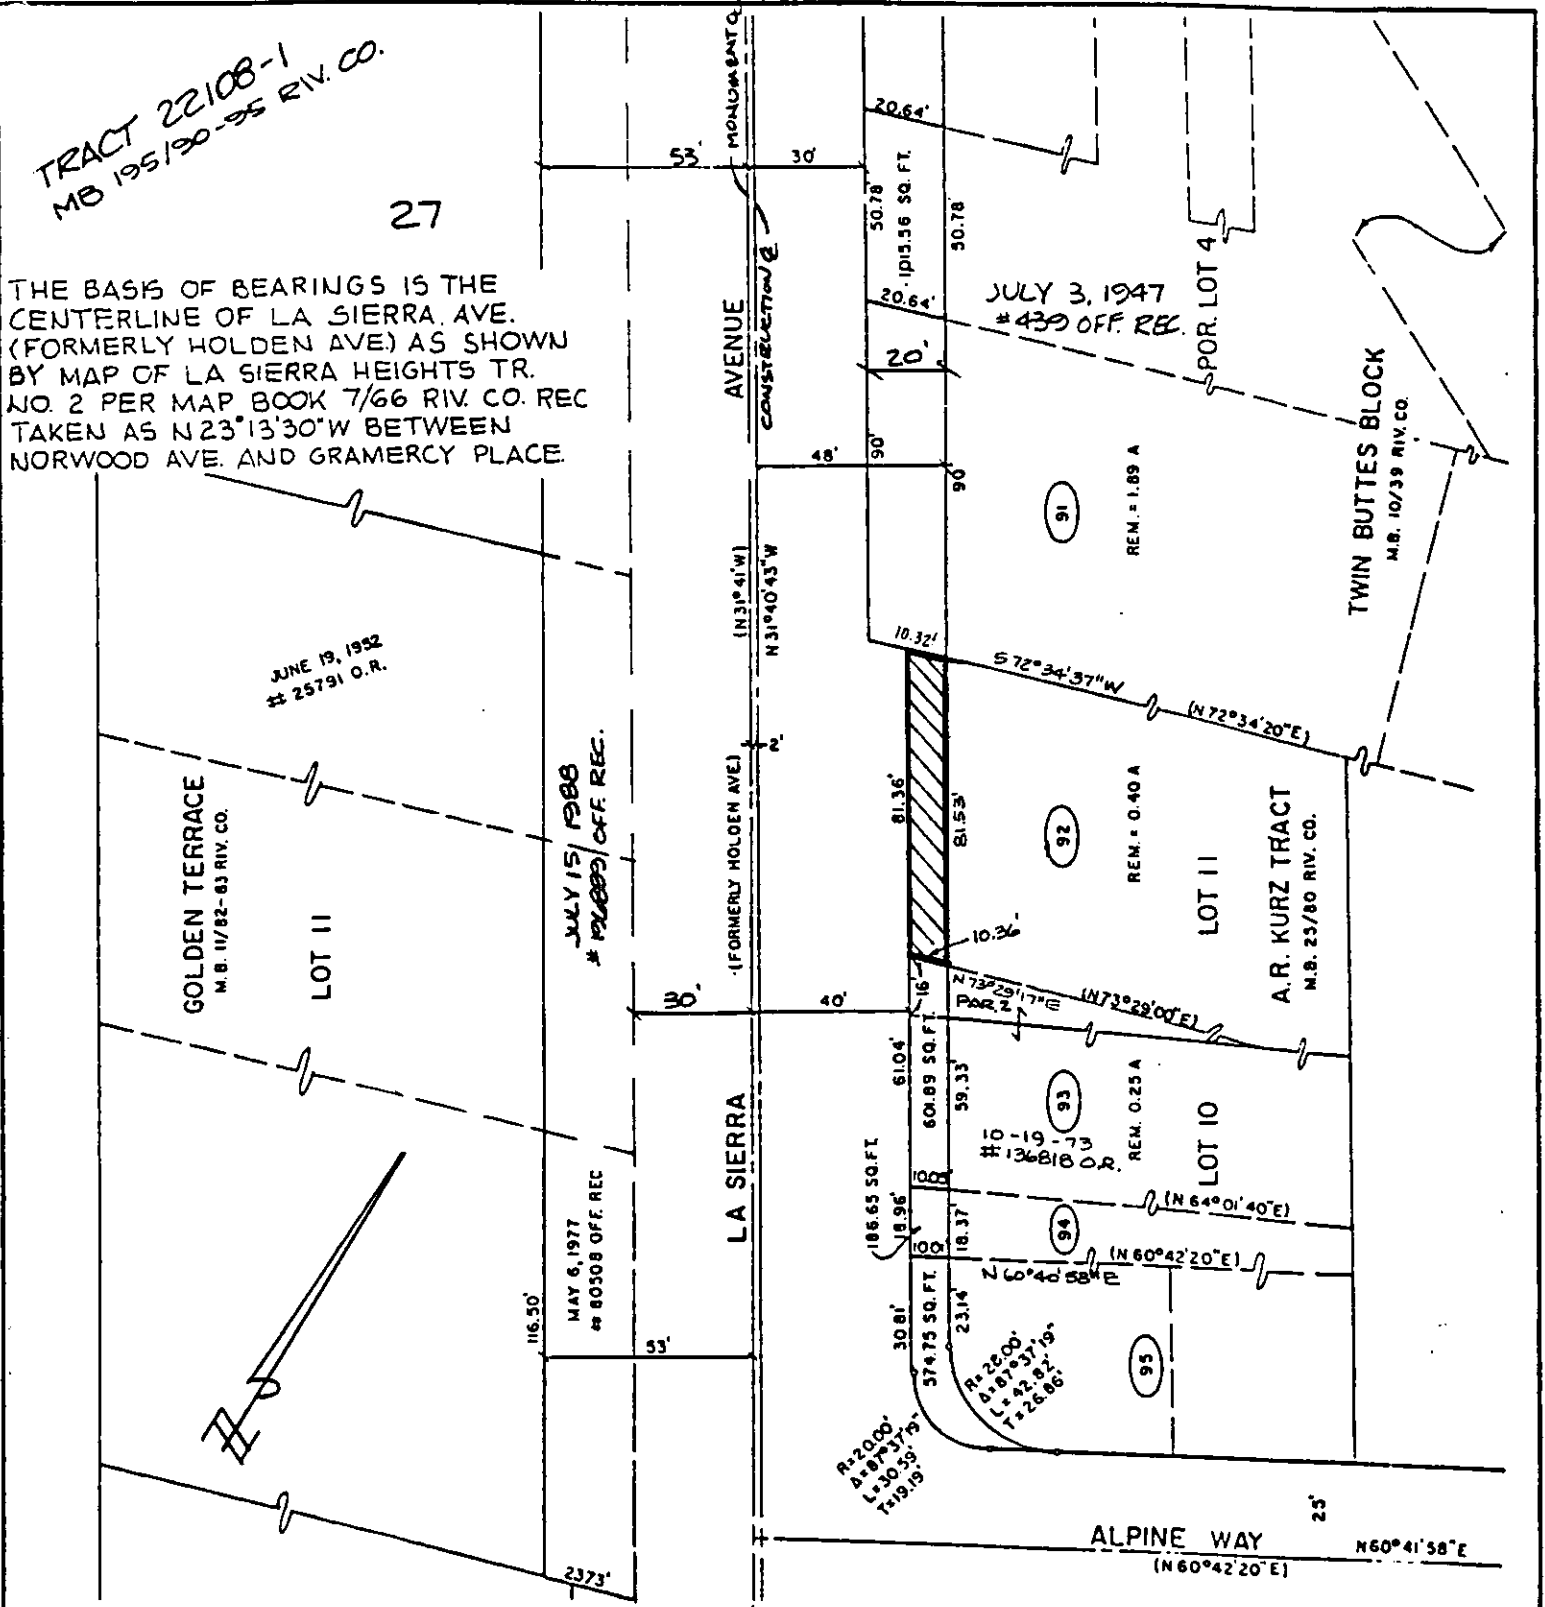 TRACT 22108-1
MB 195/90-95 RIV. CO.
27
THE BASIS OF BEARINGS IS THE
CENTERLINE OF LA SIERRA AVE.
(FORMERLY HOLDEN AVE.) AS SHOWN
BY MAP OF LA SIERRA HEIGHTS TR.
NO. 2 PER MAP BOOK 7/66 RIV. CO. REC
TAKEN AS N 23°13'30"W BETWEEN
NORWOOD AVE. AND GRAMERCY PLACE.
53'
30'
MONUMENT ℄
CONSTRUCTION ℄
AVENUE
20.64'
50.78'
1015.56 SQ. FT.
50.78'
20.64'
20'
JULY 3, 1947
#439 OFF. REC.
POR. LOT 4
TWIN BUTTES BLOCK
M.B. 10/39 RIV. CO.
48'
90'
90'
91
REM. = 1.89 A
(N31°41'W)
N31°40'43"W
10.32'
S 72°34'37"W
(N 72°34'20"E)
JUNE 19, 1952
# 25791 O.R.
GOLDEN TERRACE
M.B. 11/82-83 RIV. CO.
LOT 11
JULY 15, 1988
OFF. REC.
(FORMERLY HOLDEN AVE.)
2'
81.36'
81.53'
92
REM. = 0.40 A
LOT 11
A.R. KURZ TRACT
M.B. 25/80 RIV. CO.
10.36'
16'
N 73°29'17"E
PAR. 2
(N73°29'00"E)
30'
40'
61.04'
601.89 SQ. FT.
59.33'
93
REM. 0.25 A
10-19-73
#136818 O.R.
LOT 10
LA SIERRA
186.65 SQ.FT.
18.96'
18.37'
94
(N 64°01'40"E)
(N 60°42'20"E)
N 60°40'58"E
MAY 6, 1977
# 80508 OFF. REC
116.50'
53'
30.81'
574.75 SQ. FT.
23.14'
R=28.00'
Δ=87°37'19"
L=42.82'
T=26.86'
95
R=20.00'
Δ=87°37'19"
L=30.59'
T=19.19'
25'
ALPINE WAY
N60°41'58"E
(N60°42'20"E)
23.73'